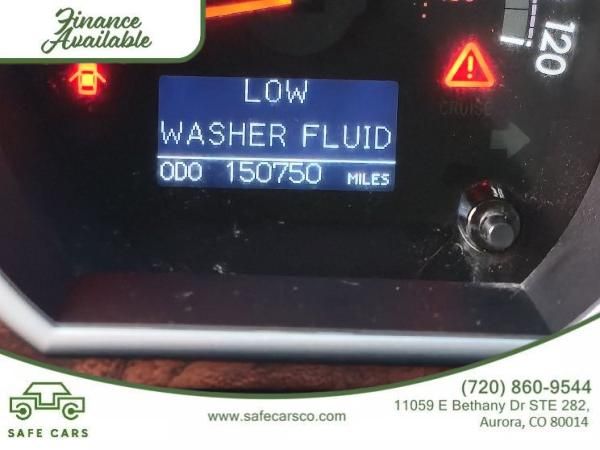 Finance
Available
120
LOW
WASHER FLUID
CRUISE
ODO 150750 MILES
SAFE CARS
www.safecarsco.com
(720) 860-9544
11059 E Bethany Dr STE 282,
Aurora, CO 80014